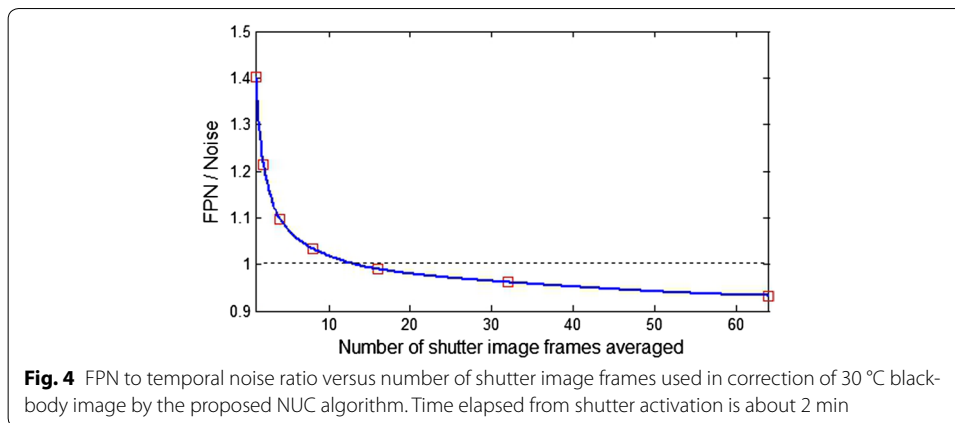 1.5
1.4
1.3
1.2
1.1
1
0.9
FPN / Noise
10 20 30 40 50 60
Number of shutter image frames averaged
Fig. 4 FPN to temporal noise ratio versus number of shutter image frames used in correction of 30 °C black-
body image by the proposed NUC algorithm. Time elapsed from shutter activation is about 2 min